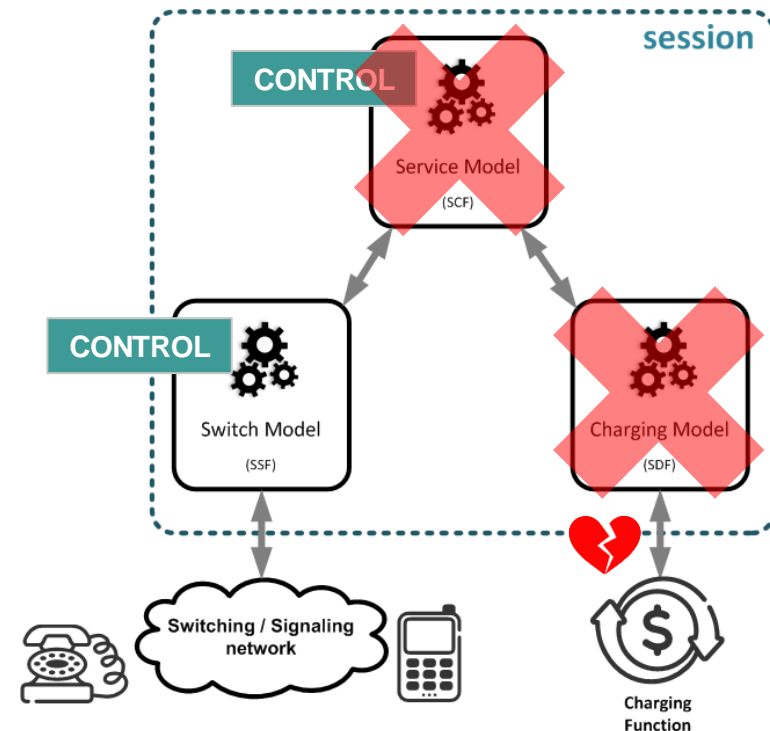 session
CONTROL
Service Model
(SCF)
CONTROL
Switch Model
(SSF)
Charging Model
(SDF)
Switching / Signaling
network
$
Charging
Function